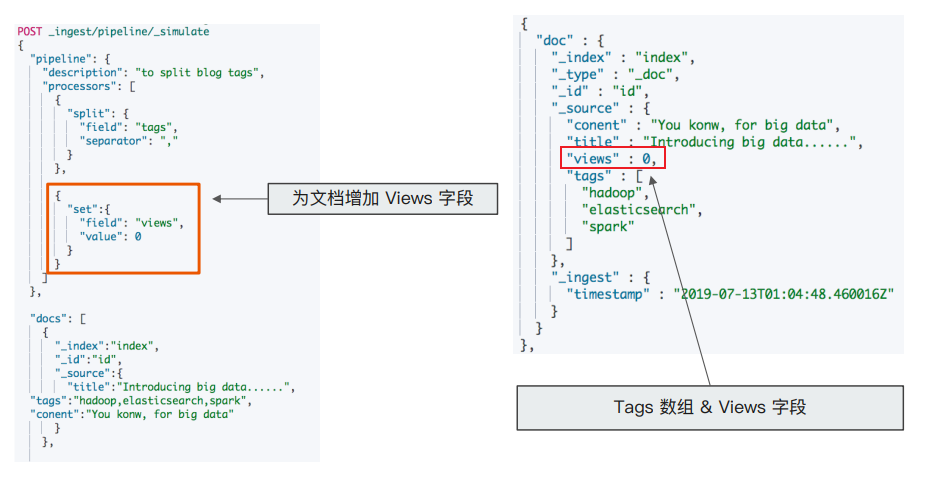 POST _ingest/pipeline/_simulate
{
"pipeline": {
"description": "to split blog tags",
"processors": [
{
"split": {
"field": "tags",
"separator": ","
}
},
{
"set":{
"field": "views",
"value": 0
}
}
]
},
"docs": [
{
"_index":"index",
"_id":"id",
"_source":{
"title":"Introducing big data......",
"tags":"hadoop,elasticsearch,spark",
"conent":"You konw, for big data"
}
},
为文档增加 Views 字段
{
"doc" : {
"_index" : "index",
"_type" : "_doc",
"_id" : "id",
"_source" : {
"conent" : "You konw, for big data",
"title" : "Introducing big data......",
"views" : 0,
"tags" : [
"hadoop",
"elasticsearch",
"spark"
]
},
"_ingest" : {
"timestamp" : "2019-07-13T01:04:48.460016Z"
}
}
},
Tags 数组 & Views 字段